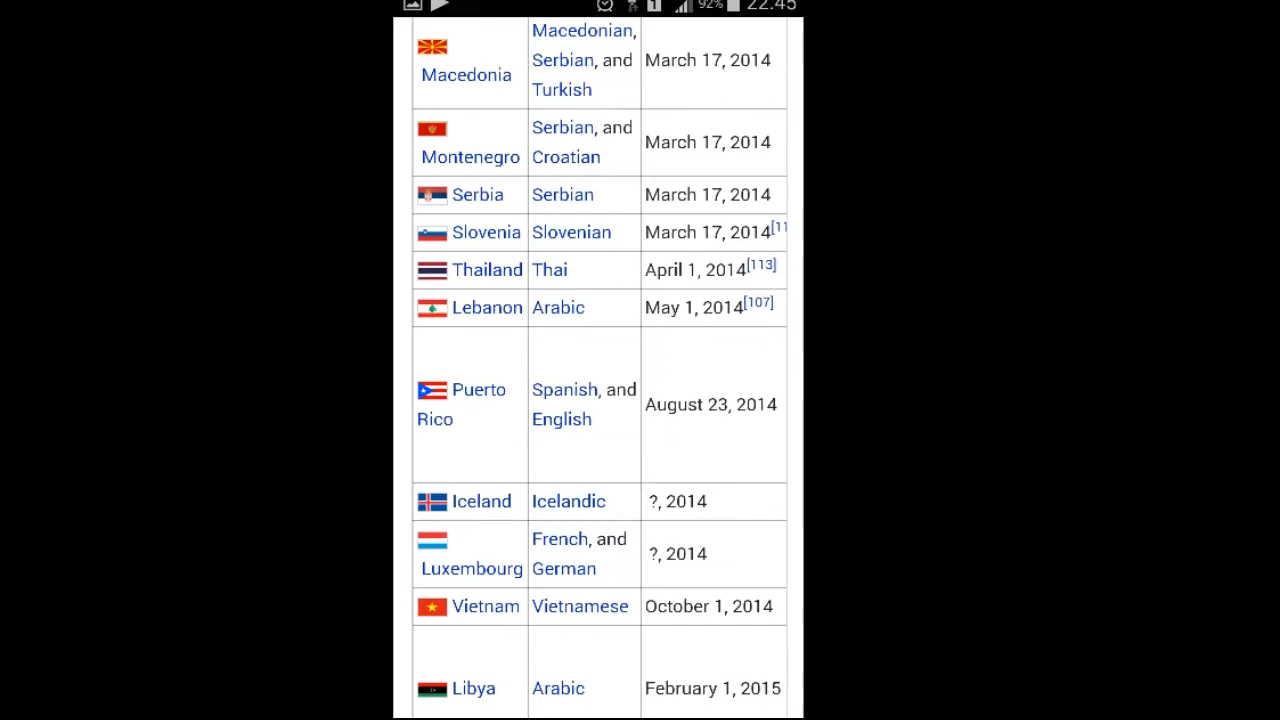 92% 22:45
Macedonian,
Serbian, and
Turkish
Macedonia
March 17, 2014
Serbian, and
Croatian
Montenegro
March 17, 2014
Serbia Serbian March 17, 2014
Slovenia Slovenian March 17, 2014[11
Thailand Thai April 1, 2014[113]
Lebanon Arabic May 1, 2014[107]
Puerto
Rico
Spanish, and
English
August 23, 2014
Iceland Icelandic ?, 2014
Luxembourg
French, and
German
?, 2014
Vietnam Vietnamese October 1, 2014
Libya Arabic February 1, 2015